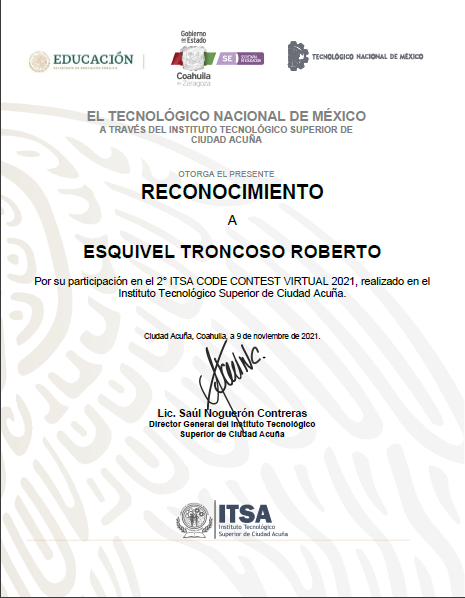 EDUCACIÓN
SECRETARÍA DE EDUCACIÓN PÚBLICA
Gobierno
del Estado
Coahuila
de Zaragoza
SE
TECNOLÓGICO NACIONAL DE MÉXICO
EL TECNOLÓGICO NACIONAL DE MÉXICO
A TRAVÉS DEL INSTITUTO TECNOLÓGICO SUPERIOR DE
CIUDAD ACUÑA
OTORGA EL PRESENTE
RECONOCIMIENTO
A
ESQUIVEL TRONCOSO ROBERTO
Por su participación en el 2° ITSA CODE CONTEST VIRTUAL 2021, realizado en el
Instituto Tecnológico Superior de Ciudad Acuña.
Ciudad Acuña, Coahuila, a 9 de noviembre de 2021.
Lic. Saúl Noguerón Contreras
Director General del Instituto Tecnológico
Superior de Ciudad Acuña
ITSA
Instituto Tecnológico
Superior de Ciudad Acuña